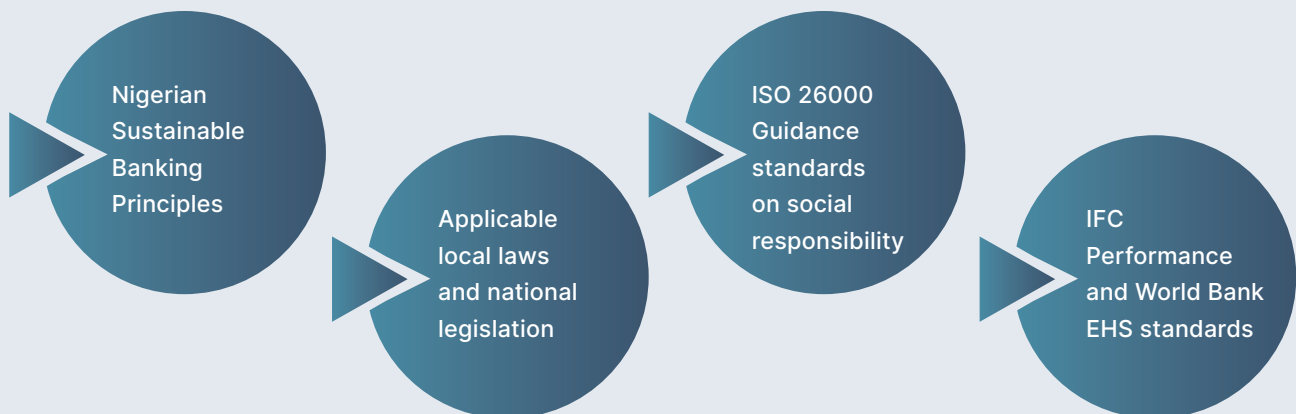 Nigerian
Sustainable
Banking
Principles
Applicable
local laws
and national
legislation
ISO 26000
Guidance
standards
on social
responsibility
IFC
Performance
and World Bank
EHS standards